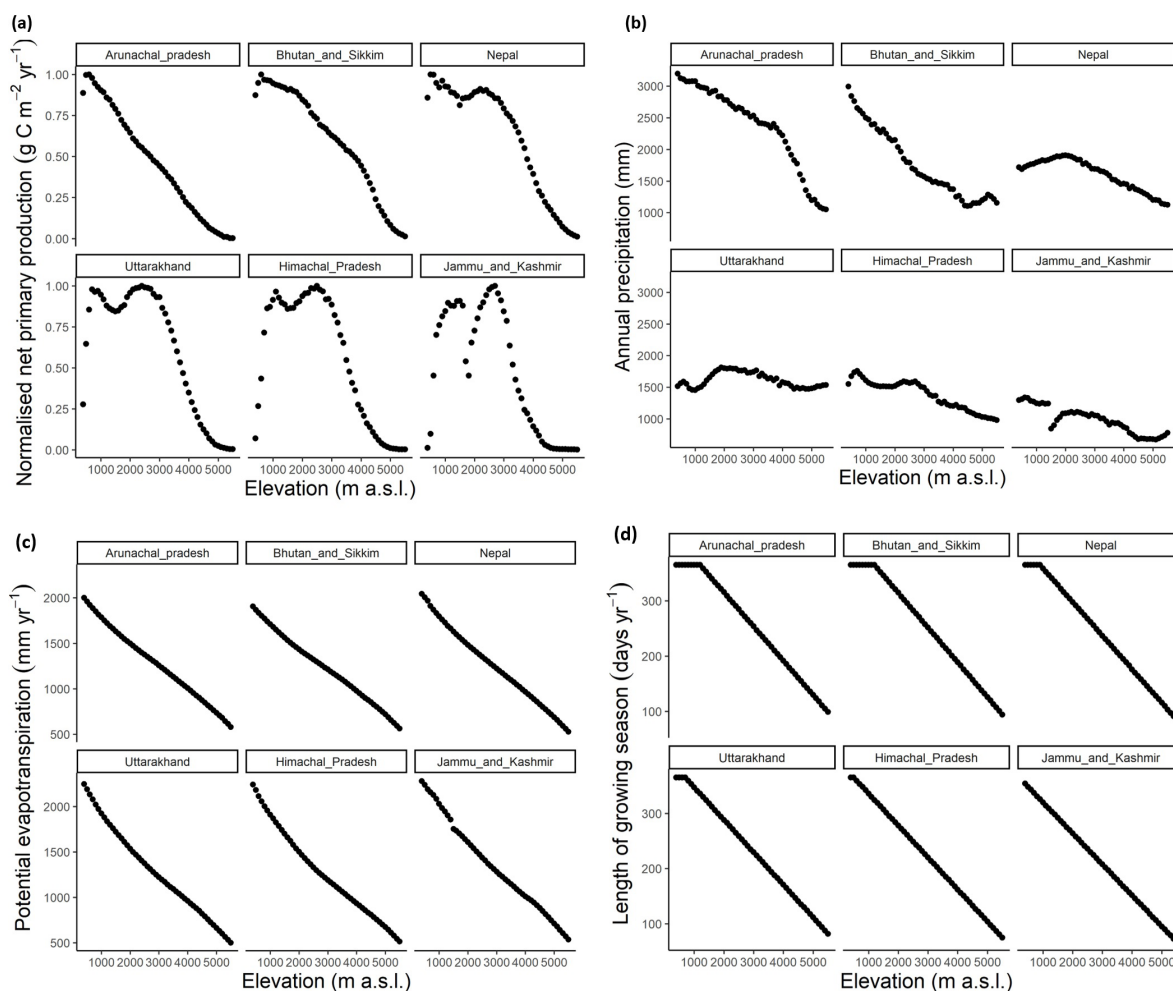 (a)
Arunachal_pradesh Bhutan_and_Sikkim Nepal
1.00
0.75
0.50
0.25
0.00
Uttarakhand Himachal_Pradesh Jammu_and_Kashmir
1.00
0.75
0.50
0.25
0.00
1000 2000 3000 4000 5000 1000 2000 3000 4000 5000 1000 2000 3000 4000 5000
Elevation (m a.s.l.)
Normalised net primary production (g C m⁻² yr⁻¹)
(b)
Arunachal_pradesh Bhutan_and_Sikkim Nepal
3000
2500
2000
1500
1000
Uttarakhand Himachal_Pradesh Jammu_and_Kashmir
3000
2500
2000
1500
1000
1000 2000 3000 4000 5000 1000 2000 3000 4000 5000 1000 2000 3000 4000 5000
Elevation (m a.s.l.)
Annual precipitation (mm)
(c)
Arunachal_pradesh Bhutan_and_Sikkim Nepal
2000
1500
1000
500
Uttarakhand Himachal_Pradesh Jammu_and_Kashmir
2000
1500
1000
500
1000 2000 3000 4000 5000 1000 2000 3000 4000 5000 1000 2000 3000 4000 5000
Elevation (m a.s.l.)
Potential evapotranspiration (mm yr⁻¹)
(d)
Arunachal_pradesh Bhutan_and_Sikkim Nepal
300
200
100
Uttarakhand Himachal_Pradesh Jammu_and_Kashmir
300
200
100
1000 2000 3000 4000 5000 1000 2000 3000 4000 5000 1000 2000 3000 4000 5000
Elevation (m a.s.l.)
Length of growing season (days yr⁻¹)